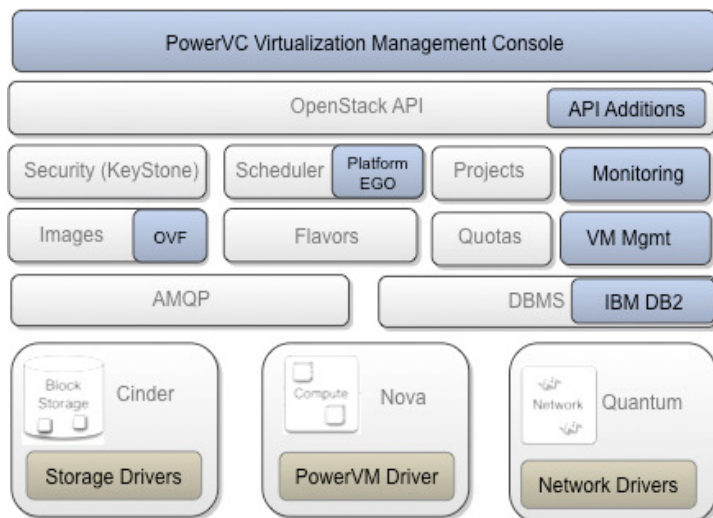 PowerVC Virtualization Management Console
OpenStack API
API Additions
Security (KeyStone)
Scheduler
Platform
EGO
Projects
Monitoring
Images
OVF
Flavors
Quotas
VM Mgmt
AMQP
DBMS
IBM DB2
Block
Storage
Cinder
Storage Drivers
Compute
Nova
PowerVM Driver
Network
Quantum
Network Drivers